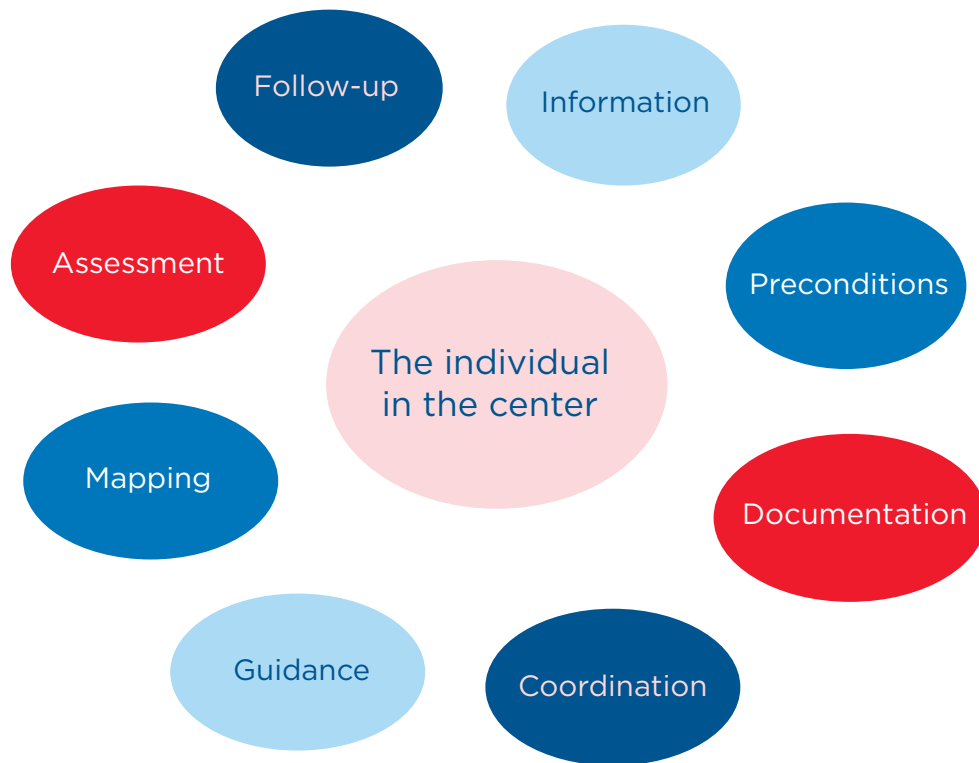 Follow-up
Information
Assessment
Preconditions
The individual
in the center
Mapping
Documentation
Guidance
Coordination